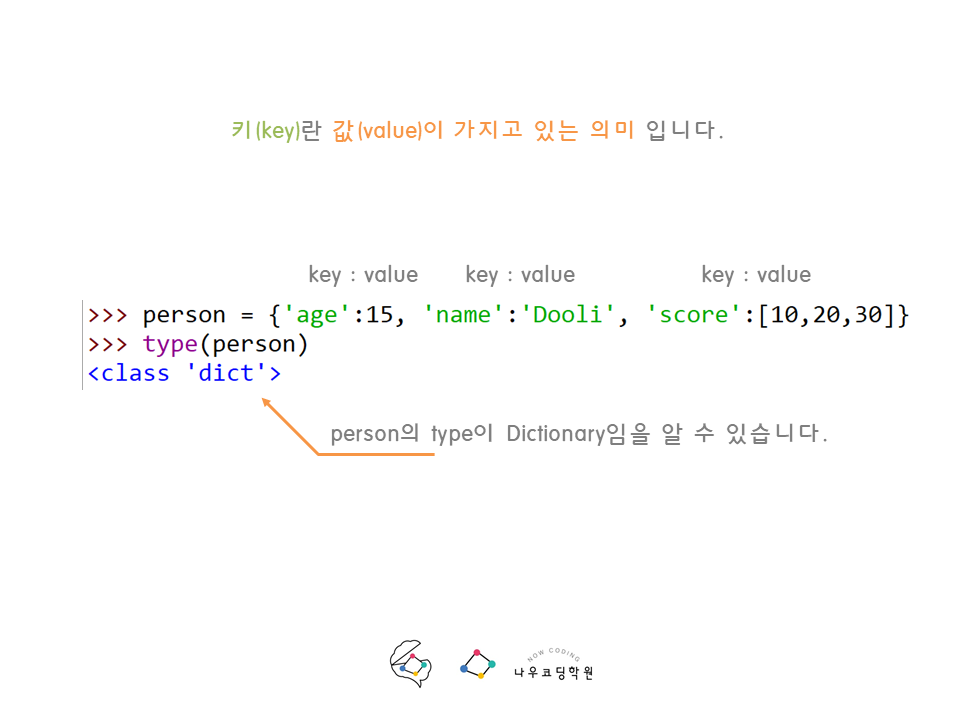 키(key)란 값(value)이 가지고 있는 의미 입니다.
key : value key : value key : value
>>> person = {'age':15, 'name':'Dooli', 'score':[10,20,30]}
>>> type(person)
<class 'dict'>
person의 type이 Dictionary임을 알 수 있습니다.
NOW CODING
나우코딩학원